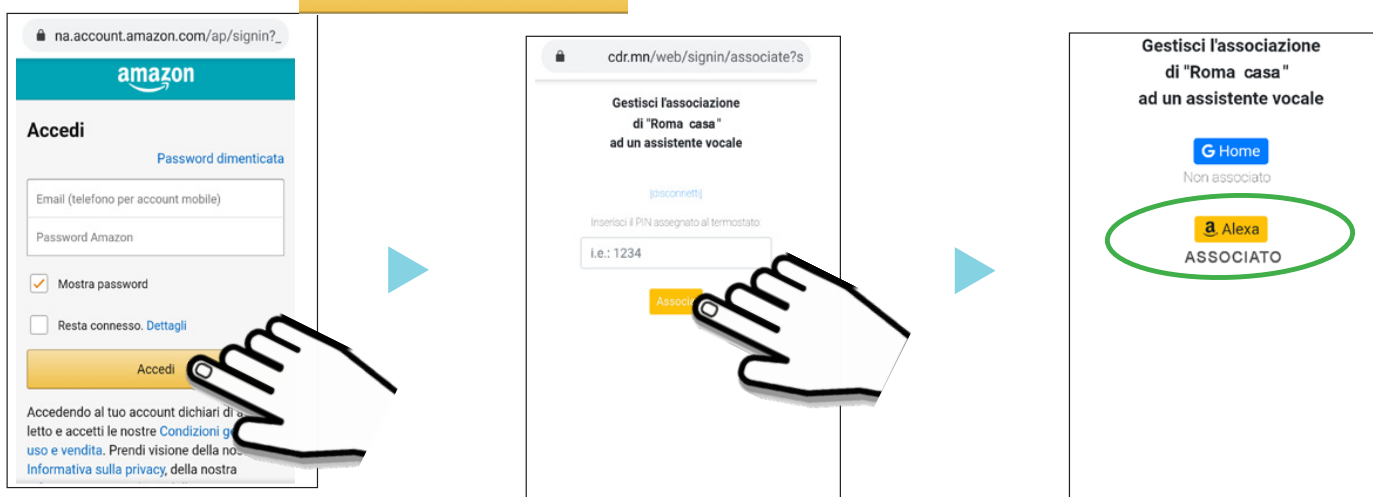 na.account.amazon.com/ap/signin?_
amazon
Accedi
Password dimenticata
Email (telefono per account mobile)
Password Amazon
Mostra password
Resta connesso. Dettagli
Accedi
Accedendo al tuo account dichiari di
letto e accetti le nostre Condizioni
uso e vendita. Prendi visione della
Informativa sulla privacy, della nostra
cdr.mn/web/signin/associate?s
Gestisci l'associazione
di "Roma casa"
ad un assistente vocale
[disconnetti]
Inserisci il PIN assegnato al termostato:
i.e.: 1234
Gestisci l'associazione
di "Roma casa"
ad un assistente vocale
G Home
Non associato
a Alexa
ASSOCIATO